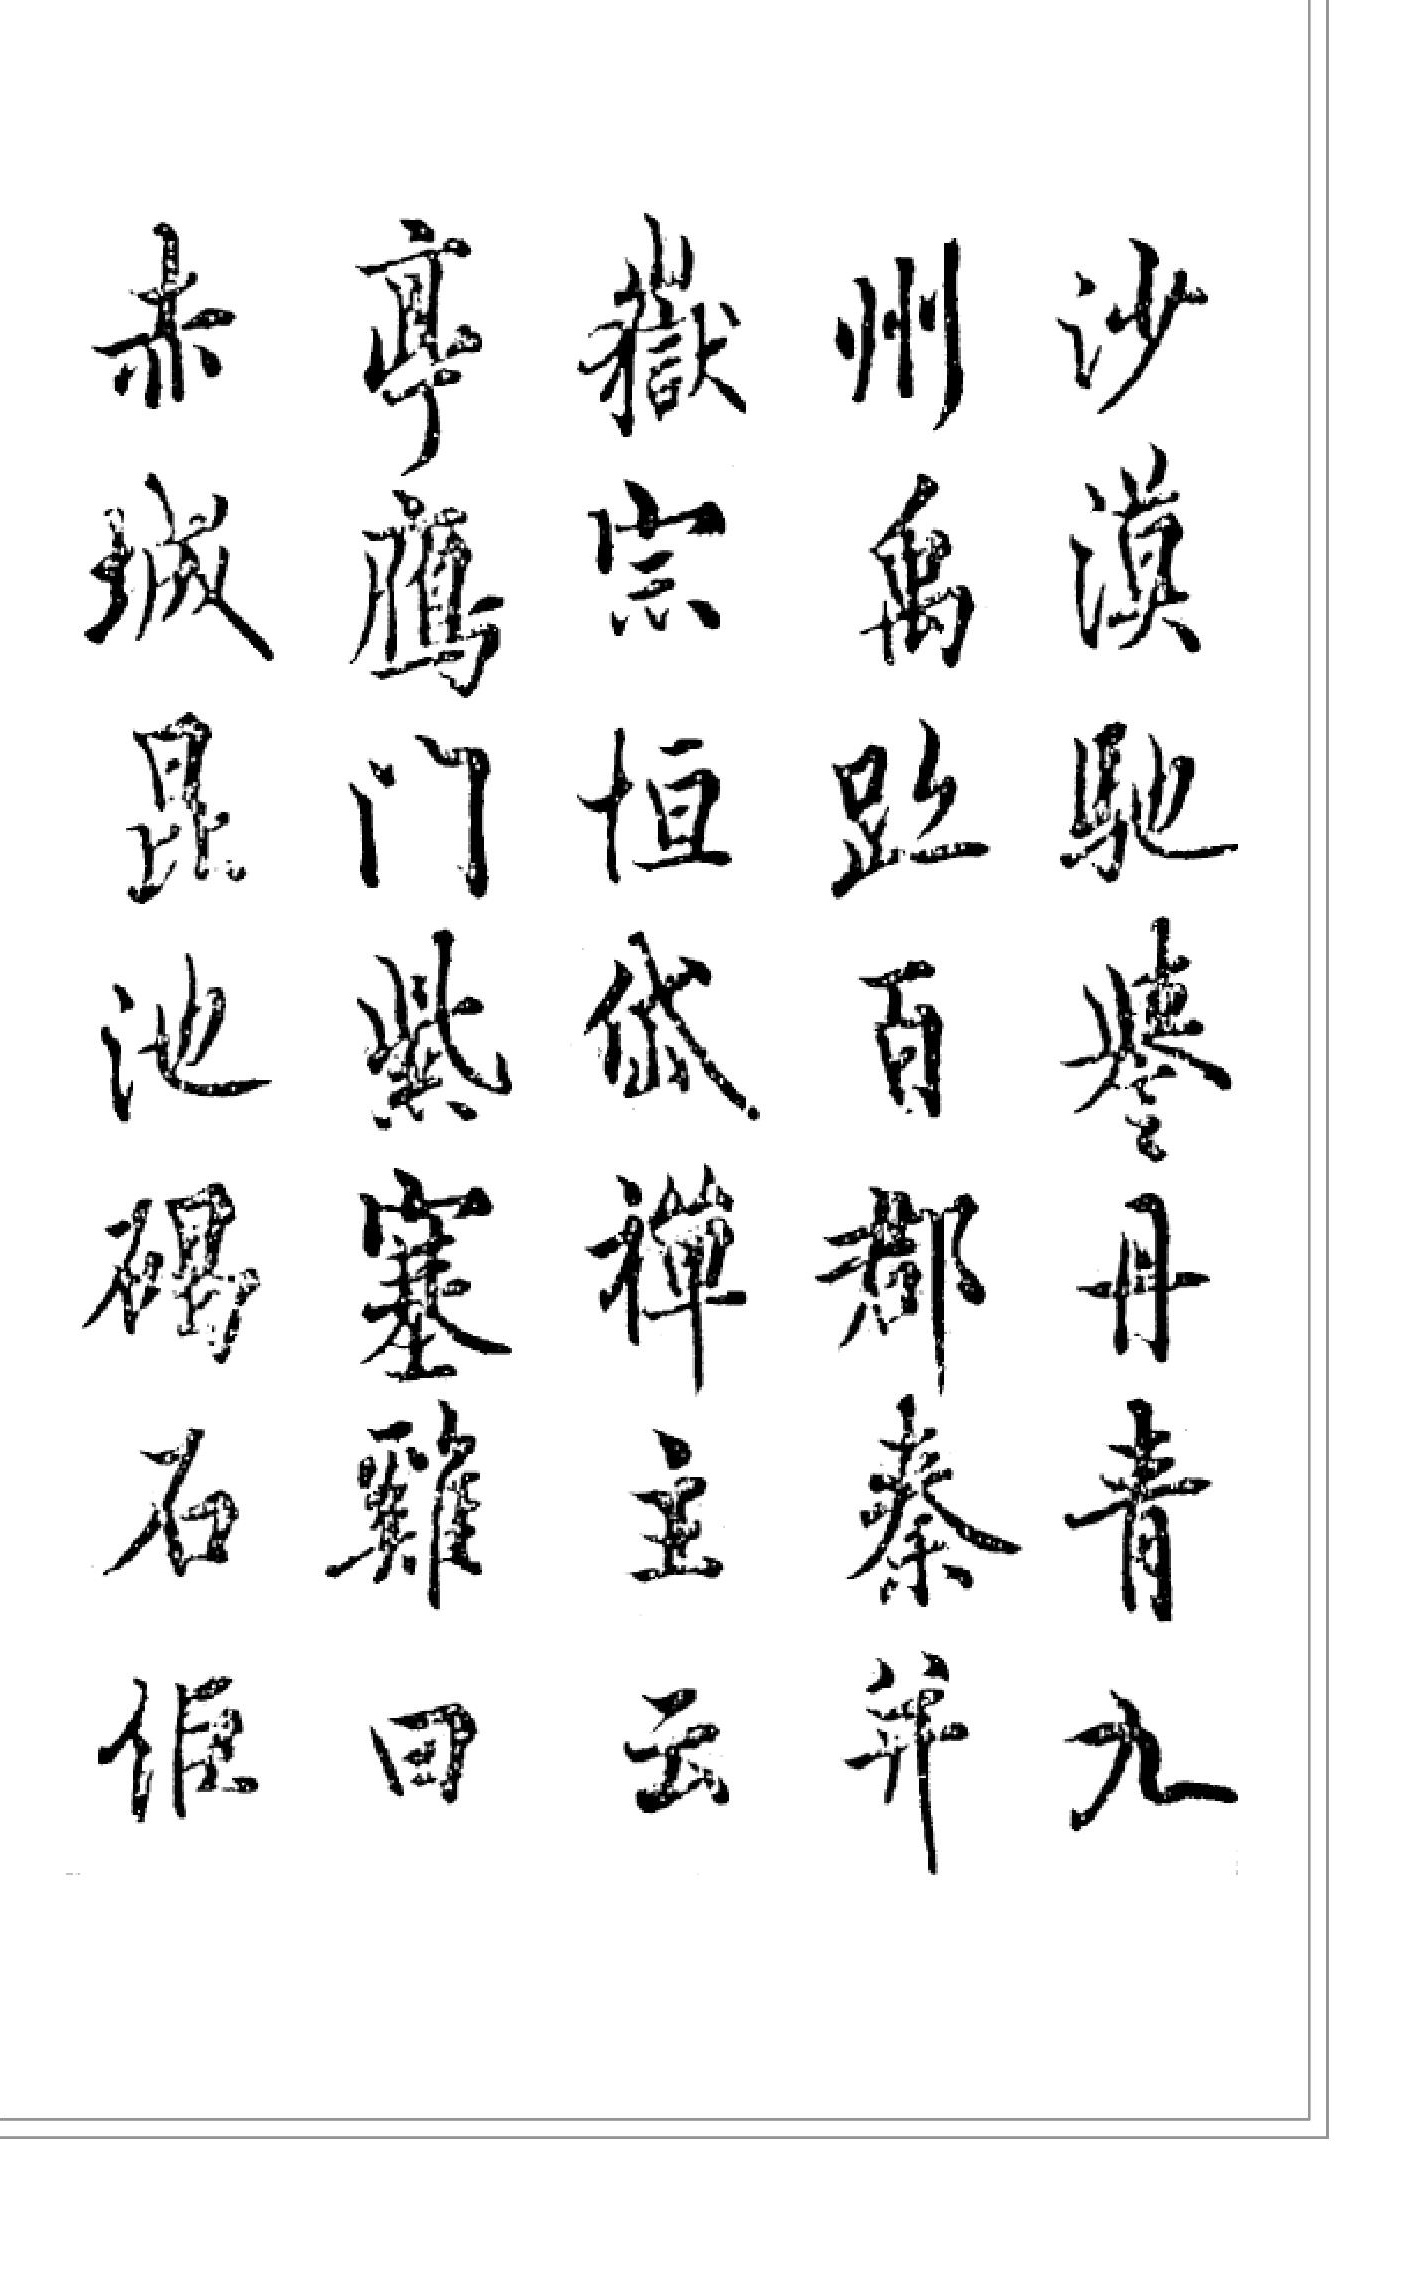 沙漠馳譽丹青九
州禹跡百郡秦并
嶽宗恒岱禪主云
亭鴈门紫塞雞田
赤城昆池碣石鉅